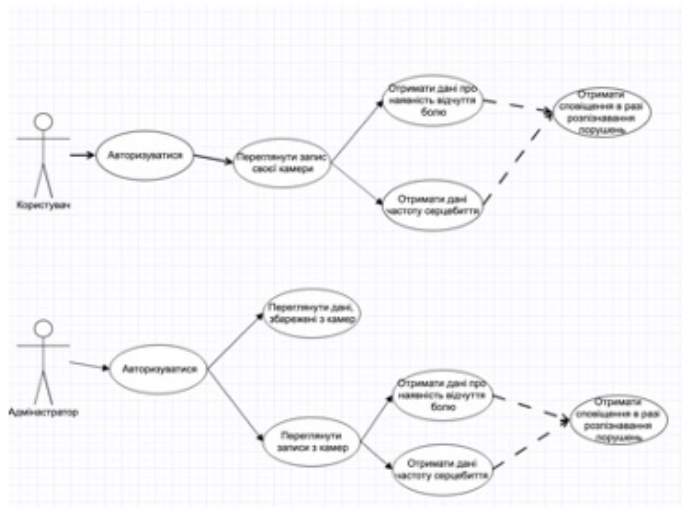 Отримати дані про
наявність відчуття
болю
Отримати
сповіщення в разі
розпізнавання
порушень
Авторизуватися
Переглянути запис
своєї камери
Користувач
Отримати дані
частоту серцебиття
Переглянути дані,
збережені з камер
Авторизуватися
Адміністратор
Отримати дані про
наявність відчуття
болю
Отримати
сповіщення в разі
розпізнавання
порушень
Переглянути
записи з камер
Отримати дані
частоту серцебиття